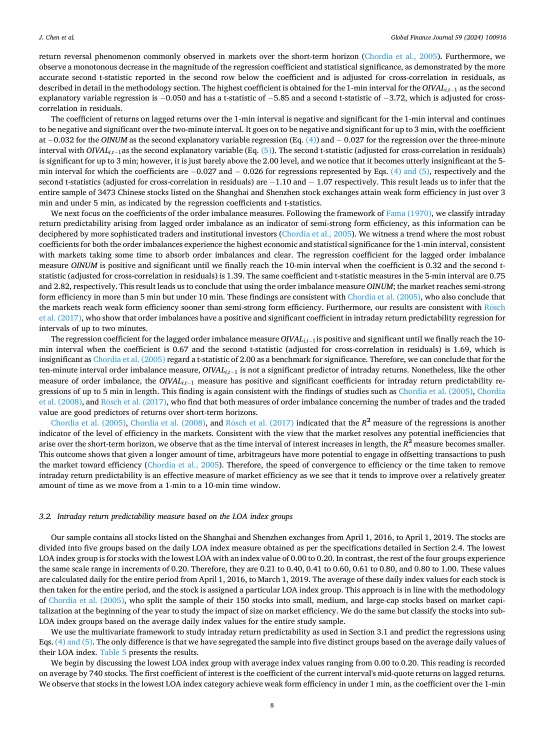 J. Chen et al.
Global Finance Journal 59 (2024) 100916
return reversal phenomenon commonly observed in markets over the short-term horizon (Chordia et al., 2005). Furthermore, we
observe a monotonous decrease in the magnitude of the regression coefficient and statistical significance, as demonstrated by the more
accurate second t-statistic reported in the second row below the coefficient and is adjusted for cross-correlation in residuals, as
described in detail in the methodology section. The highest coefficient is obtained for the 1-min interval for the OIVALi,t−1 as the second
explanatory variable regression is −0.050 and has a t-statistic of −5.85 and a second t-statistic of −3.72, which is adjusted for cross-
correlation in residuals.
The coefficient of returns on lagged returns over the 1-min interval is negative and significant for the 1-min interval and continues
to be negative and significant over the two-minute interval. It goes on to be negative and significant for up to 3 min, with the coefficient
at −0.032 for the OINUM as the second explanatory variable regression (Eq. (4)) and − 0.027 for the regression over the three-minute
interval with OIVALi,t−1as the second explanatory variable (Eq. (5)). The second t-statistic (adjusted for cross-correlation in residuals)
is significant for up to 3 min; however, it is just barely above the 2.00 level, and we notice that it becomes utterly insignificant at the 5-
min interval for which the coefficients are −0.027 and − 0.026 for regressions represented by Eqs. (4) and (5), respectively and the
second t-statistics (adjusted for cross-correlation in residuals) are −1.10 and − 1.07 respectively. This result leads us to infer that the
entire sample of 3473 Chinese stocks listed on the Shanghai and Shenzhen stock exchanges attain weak form efficiency in just over 3
min and under 5 min, as indicated by the regression coefficients and t-statistics.
We next focus on the coefficients of the order imbalance measures. Following the framework of Fama (1970), we classify intraday
return predictability arising from lagged order imbalance as an indicator of semi-strong form efficiency, as this information can be
deciphered by more sophisticated traders and institutional investors (Chordia et al., 2005). We witness a trend where the most robust
coefficients for both the order imbalances experience the highest economic and statistical significance for the 1-min interval, consistent
with markets taking some time to absorb order imbalances and clear. The regression coefficient for the lagged order imbalance
measure OINUM is positive and significant until we finally reach the 10-min interval when the coefficient is 0.32 and the second t-
statistic (adjusted for cross-correlation in residuals) is 1.39. The same coefficient and t-statistic measures in the 5-min interval are 0.75
and 2.82, respectively. This result leads us to conclude that using the order imbalance measure OINUM; the market reaches semi-strong
form efficiency in more than 5 min but under 10 min. These findings are consistent with Chordia et al. (2005), who also conclude that
the markets reach weak form efficiency sooner than semi-strong form efficiency. Furthermore, our results are consistent with Rösch
et al. (2017), who show that order imbalances have a positive and significant coefficient in intraday return predictability regression for
intervals of up to two minutes.
The regression coefficient for the lagged order imbalance measure OIVALi,t−1is positive and significant until we finally reach the 10-
min interval when the coefficient is 0.67 and the second t-statistic (adjusted for cross-correlation in residuals) is 1.69, which is
insignificant as Chordia et al. (2005) regard a t-statistic of 2.00 as a benchmark for significance. Therefore, we can conclude that for the
ten-minute interval order imbalance measure, OIVALi,t−1 is not a significant predictor of intraday returns. Nonetheless, like the other
measure of order imbalance, the OIVALi,t−1 measure has positive and significant coefficients for intraday return predictability re-
gressions of up to 5 min in length. This finding is again consistent with the findings of studies such as Chordia et al. (2005), Chordia
et al. (2008), and Rösch et al. (2017), who find that both measures of order imbalance concerning the number of trades and the traded
value are good predictors of returns over short-term horizons.
Chordia et al. (2005), Chordia et al. (2008), and Rösch et al. (2017) indicated that the R2 measure of the regressions is another
indicator of the level of efficiency in the markets. Consistent with the view that the market resolves any potential inefficiencies that
arise over the short-term horizon, we observe that as the time interval of interest increases in length, the R2 measure becomes smaller.
This outcome shows that given a longer amount of time, arbitrageurs have more potential to engage in offsetting transactions to push
the market toward efficiency (Chordia et al., 2005). Therefore, the speed of convergence to efficiency or the time taken to remove
intraday return predictability is an effective measure of market efficiency as we see that it tends to improve over a relatively greater
amount of time as we move from a 1-min to a 10-min time window.
3.2. Intraday return predictability measure based on the LOA index groups
Our sample contains all stocks listed on the Shanghai and Shenzhen exchanges from April 1, 2016, to April 1, 2019. The stocks are
divided into five groups based on the daily LOA index measure obtained as per the specifications detailed in Section 2.4. The lowest
LOA index group is for stocks with the lowest LOA with an index value of 0.00 to 0.20. In contrast, the rest of the four groups experience
the same scale range in increments of 0.20. Therefore, they are 0.21 to 0.40, 0.41 to 0.60, 0.61 to 0.80, and 0.80 to 1.00. These values
are calculated daily for the entire period from April 1, 2016, to March 1, 2019. The average of these daily index values for each stock is
then taken for the entire period, and the stock is assigned a particular LOA index group. This approach is in line with the methodology
of Chordia et al. (2005), who split the sample of their 150 stocks into small, medium, and large-cap stocks based on market capi-
talization at the beginning of the year to study the impact of size on market efficiency. We do the same but classify the stocks into sub-
LOA index groups based on the average daily index values for the entire study sample.
We use the multivariate framework to study intraday return predictability as used in Section 3.1 and predict the regressions using
Eqs. (4) and (5). The only difference is that we have segregated the sample into five distinct groups based on the average daily values of
their LOA index. Table 5 presents the results.
We begin by discussing the lowest LOA index group with average index values ranging from 0.00 to 0.20. This reading is recorded
on average by 740 stocks. The first coefficient of interest is the coefficient of the current interval's mid-quote returns on lagged returns.
We observe that stocks in the lowest LOA index category achieve weak form efficiency in under 1 min, as the coefficient over the 1-min
8